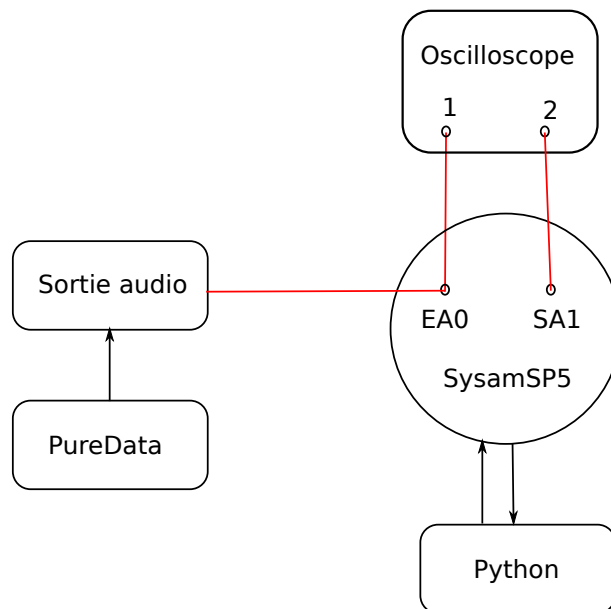 Oscilloscope
1 2
Sortie audio
EA0 SA1
SysamSP5
PureData
Python